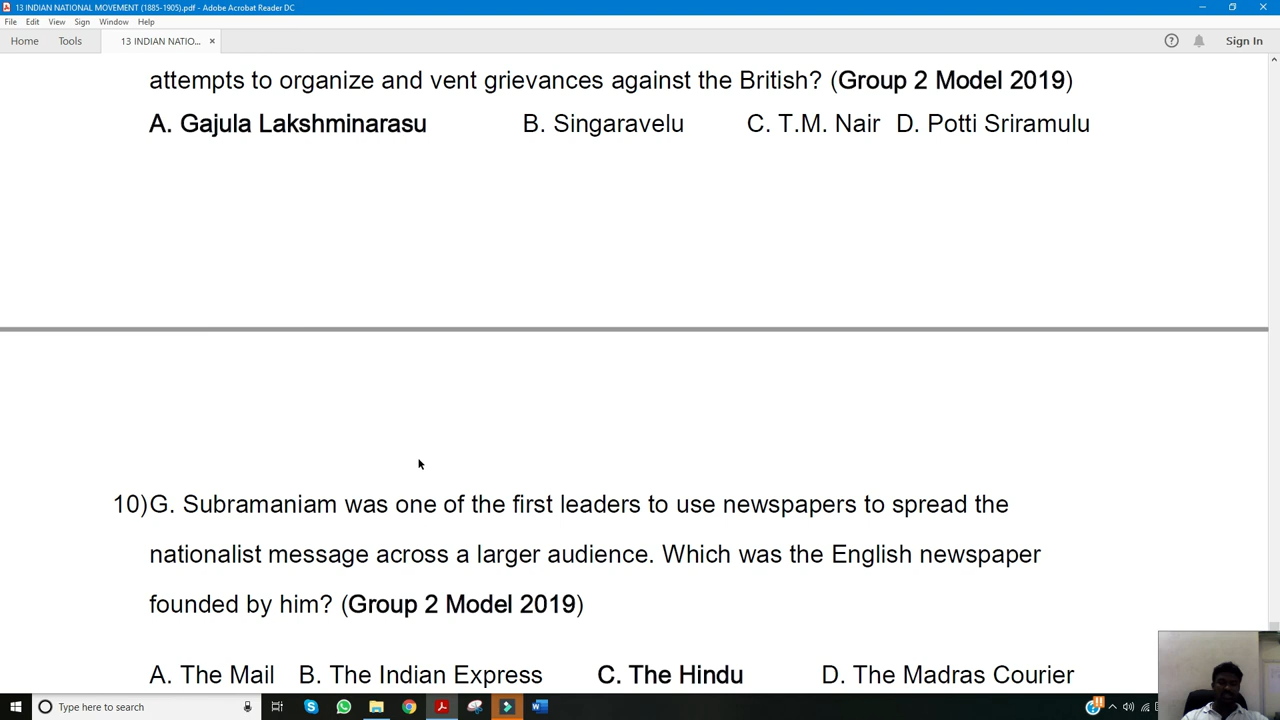 13 INDIAN NATIONAL MOVEMENT (1885-1905).pdf - Adobe Acrobat Reader DC
File Edit View Sign Window Help
Home Tools 13 INDIAN NATIO... × Sign In
attempts to organize and vent grievances against the British? (Group 2 Model 2019)
A. Gajula Lakshminarasu B. Singaravelu C. T.M. Nair D. Potti Sriramulu
10)G. Subramaniam was one of the first leaders to use newspapers to spread the
nationalist message across a larger audience. Which was the English newspaper
founded by him? (Group 2 Model 2019)
A. The Mail B. The Indian Express C. The Hindu D. The Madras Courier
Type here to search